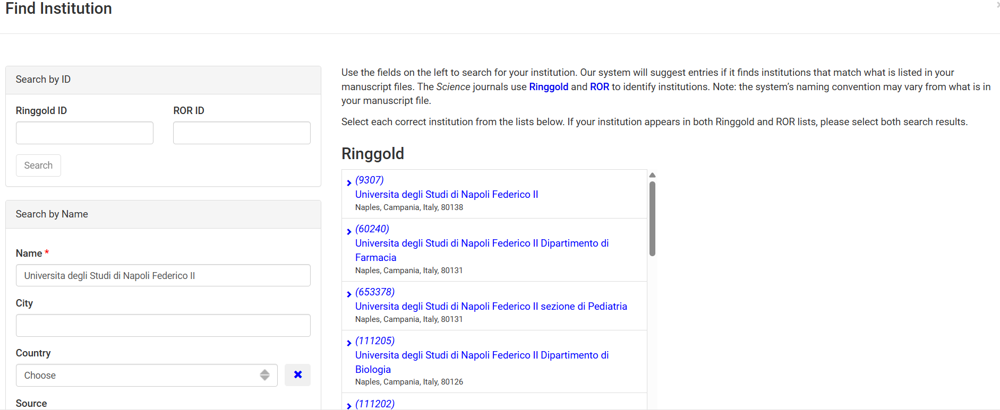 Find Institution
Search by ID
Ringgold ID
ROR ID
Search
Search by Name
Name *
Universita degli Studi di Napoli Federico II
City
Country
Choose
Source
Use the fields on the left to search for your institution. Our system will suggest entries if it finds institutions that match what is listed in your
manuscript files. The Science journals use Ringgold and ROR to identify institutions. Note: the system’s naming convention may vary from what is in
your manuscript file.
Select each correct institution from the lists below. If your institution appears in both Ringgold and ROR lists, please select both search results.
Ringgold
(9307)
Universita degli Studi di Napoli Federico II
Naples, Campania, Italy, 80138
(60240)
Universita degli Studi di Napoli Federico II Dipartimento di
Farmacia
Naples, Campania, Italy, 80131
(653378)
Universita degli Studi di Napoli Federico II sezione di Pediatria
Naples, Campania, Italy, 80131
(111205)
Universita degli Studi di Napoli Federico II Dipartimento di
Biologia
Naples, Campania, Italy, 80126
(111202)